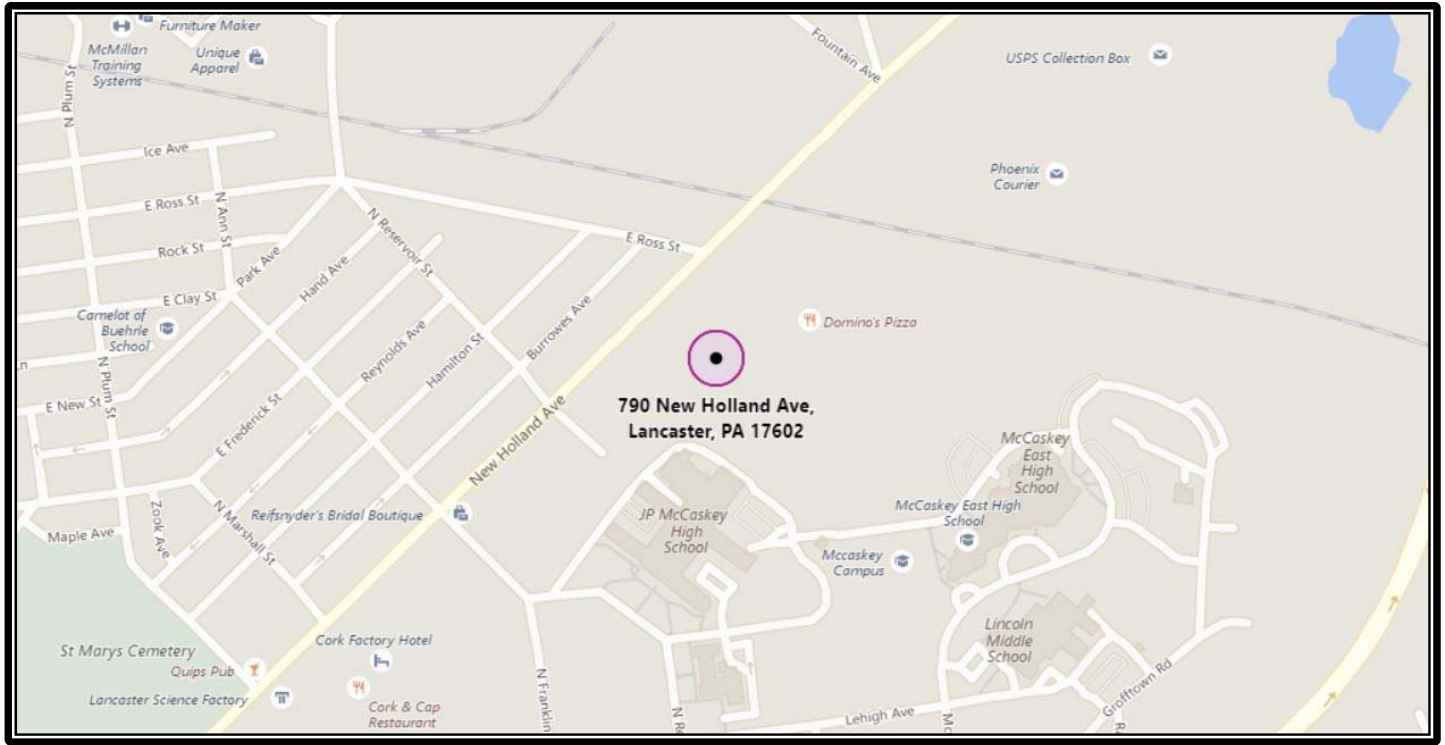 Furniture Maker
McMillan
Training
Systems
Unique
Apparel
N Plum St
Fountain Ave
USPS Collection Box
Ice Ave
Phoenix
Courier
E Ross St
N Ann St
N Reservoir St
E Ross St
Rock St
Park Ave
Hand Ave
E Clay St
Camelot of
Buehrle
School
Burrowes Ave
Domino's Pizza
Reynolds Ave
Hamilton St
N Plum St
E New St
790 New Holland Ave,
Lancaster, PA 17602
E Frederick St
New Holland Ave
McCaskey
East
High
School
Reifsnyder's Bridal Boutique
JP McCaskey
High
School
McCaskey East High
School
Maple Ave
Zook Ave
N Marshall St
Mccaskey
Campus
St Marys Cemetery
Cork Factory Hotel
Lincoln
Middle
School
Quips Pub
Lancaster Science Factory
Cork & Cap
Restaurant
N Franklin
Lehigh Ave
Grofftown Rd